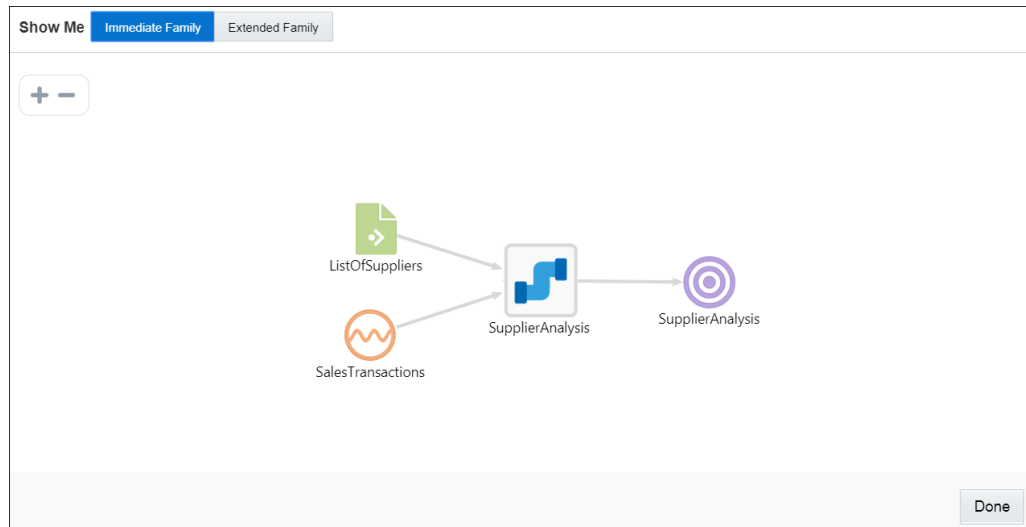 Show Me Immediate Family Extended Family
ListOfSuppliers
SupplierAnalysis
SupplierAnalysis
SalesTransactions
Done